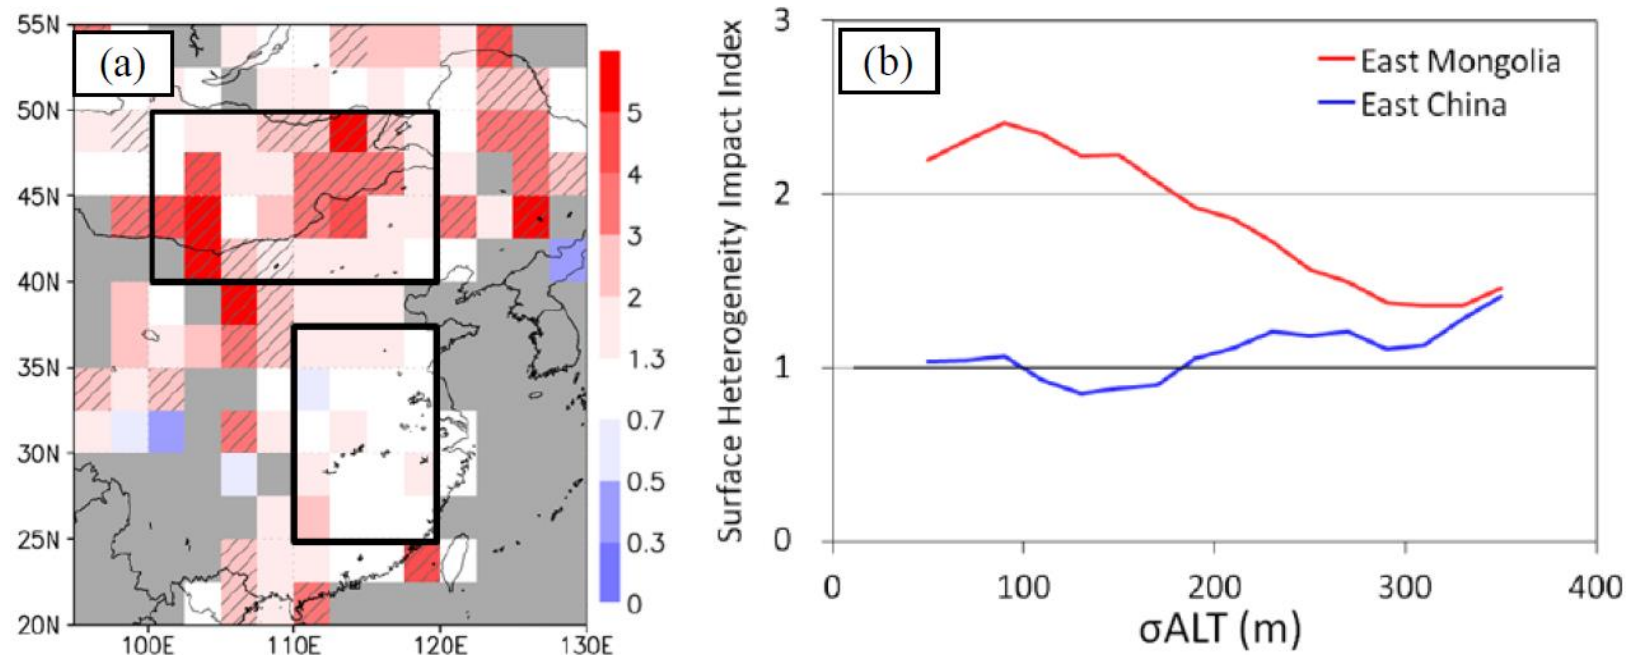 (a)
55N
50N
45N
40N
35N
30N
25N
20N
100E
110E
120E
130E
5
4
3
2
1.3
0.7
0.5
0.3
0
(b)
East Mongolia
East China
Surface Heterogeneity Impact Index
3
2
1
0
0 100 200 300 400
σALT (m)